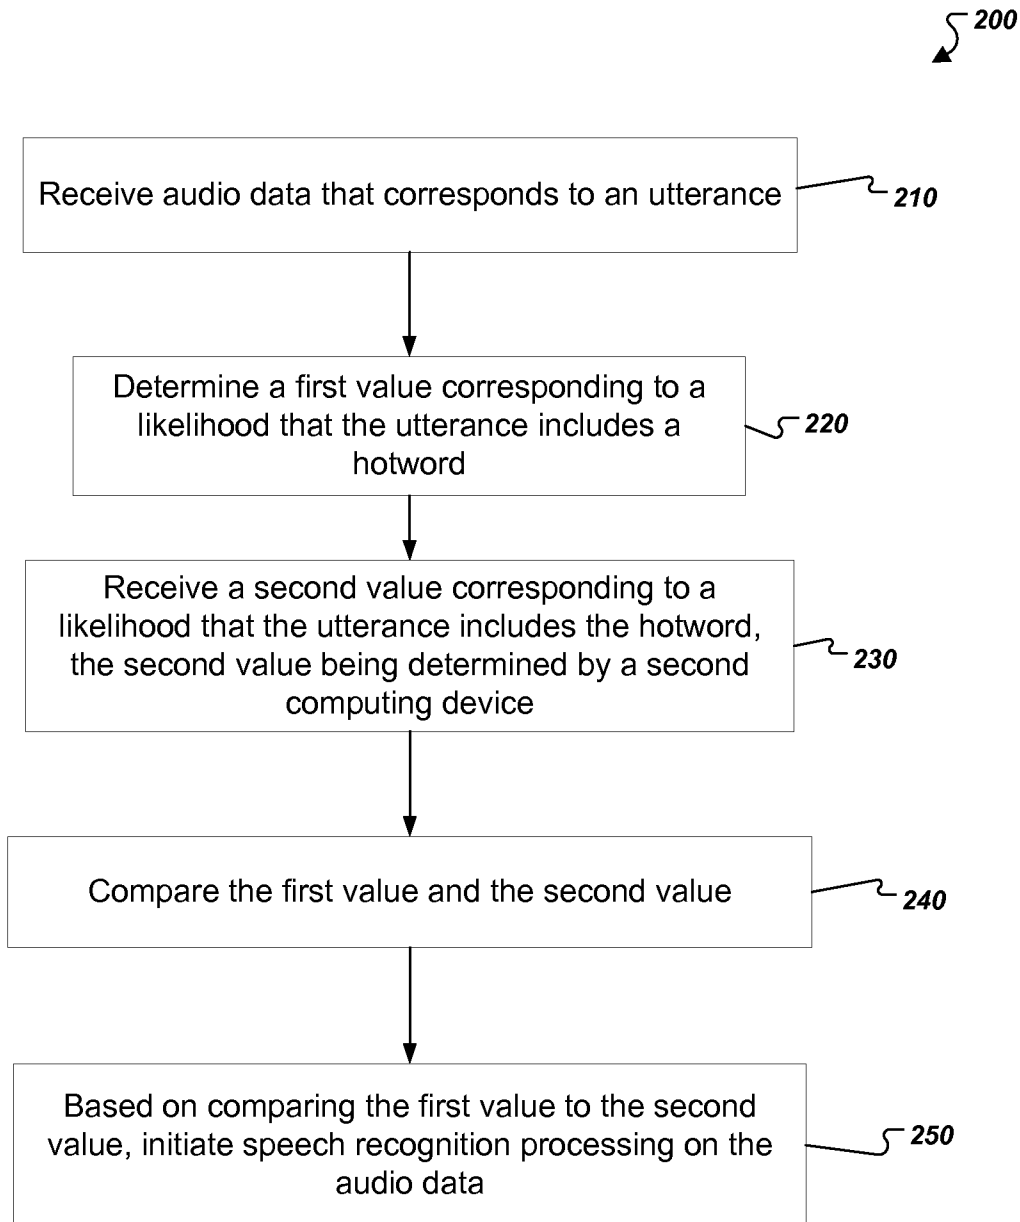 200
Receive audio data that corresponds to an utterance
210
Determine a first value corresponding to a
likelihood that the utterance includes a
hotword
220
Receive a second value corresponding to a
likelihood that the utterance includes the hotword,
the second value being determined by a second
computing device
230
Compare the first value and the second value
240
Based on comparing the first value to the second
value, initiate speech recognition processing on the
audio data
250